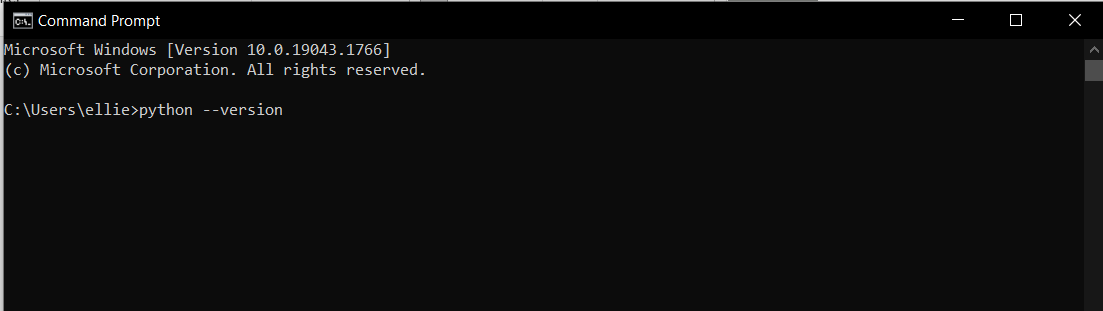 Command Prompt
Microsoft Windows [Version 10.0.19043.1766]
(c) Microsoft Corporation. All rights reserved.
C:\Users\ellie>python --version